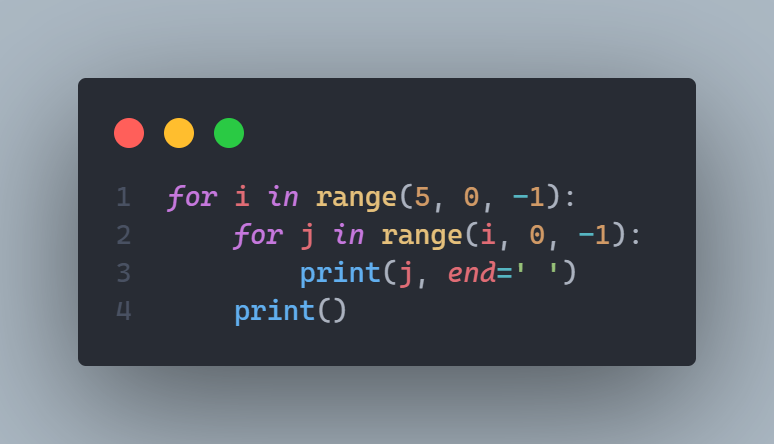 1 for i in range(5, 0, -1):
2     for j in range(i, 0, -1):
3         print(j, end=' ')
4     print()